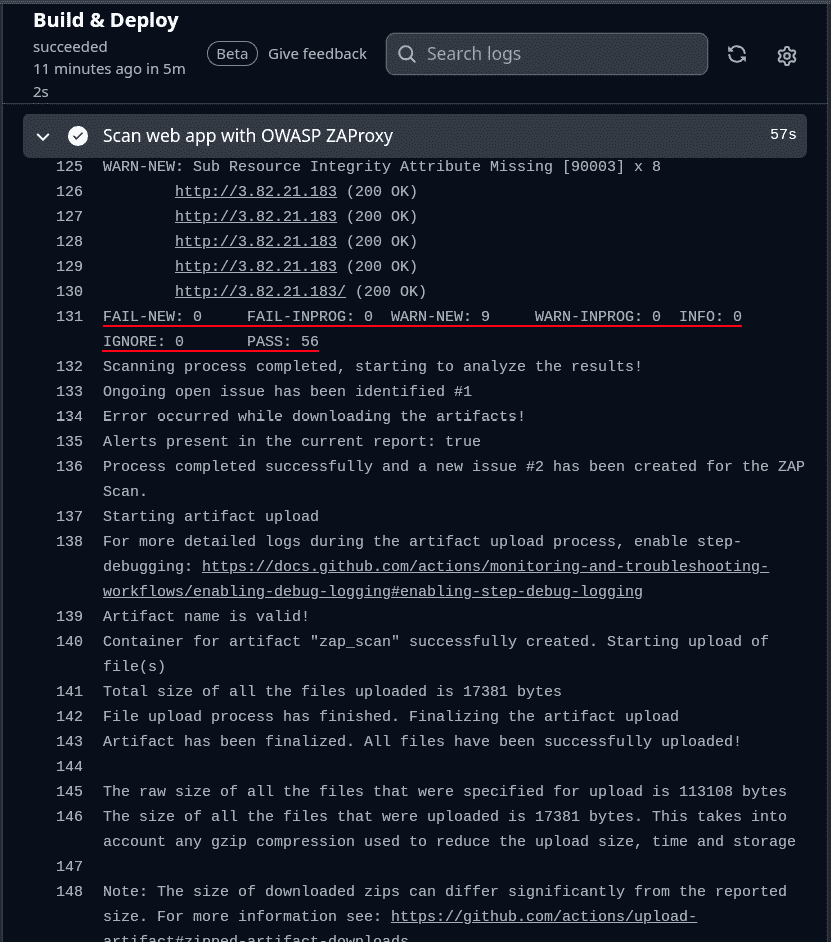 Build & Deploy
succeeded
11 minutes ago in 5m
2s
Beta
Give feedback
Search logs
Scan web app with OWASP ZAProxy
57s
125 WARN-NEW: Sub Resource Integrity Attribute Missing [90003] x 8
126 http://3.82.21.183 (200 OK)
127 http://3.82.21.183 (200 OK)
128 http://3.82.21.183 (200 OK)
129 http://3.82.21.183 (200 OK)
130 http://3.82.21.183/ (200 OK)
131 FAIL-NEW: 0 FAIL-INPROG: 0 WARN-NEW: 9 WARN-INPROG: 0 INFO: 0
IGNORE: 0 PASS: 56
132 Scanning process completed, starting to analyze the results!
133 Ongoing open issue has been identified #1
134 Error occurred while downloading the artifacts!
135 Alerts present in the current report: true
136 Process completed successfully and a new issue #2 has been created for the ZAP
Scan.
137 Starting artifact upload
138 For more detailed logs during the artifact upload process, enable step-
debugging: https://docs.github.com/actions/monitoring-and-troubleshooting-
workflows/enabling-debug-logging#enabling-step-debug-logging
139 Artifact name is valid!
140 Container for artifact "zap_scan" successfully created. Starting upload of
file(s)
141 Total size of all the files uploaded is 17381 bytes
142 File upload process has finished. Finalizing the artifact upload
143 Artifact has been finalized. All files have been successfully uploaded!
144
145 The raw size of all the files that were specified for upload is 113108 bytes
146 The size of all the files that were uploaded is 17381 bytes. This takes into
account any gzip compression used to reduce the upload size, time and storage
147
148 Note: The size of downloaded zips can differ significantly from the reported
size. For more information see: https://github.com/actions/upload-
artifact#zipped-artifact-downloads